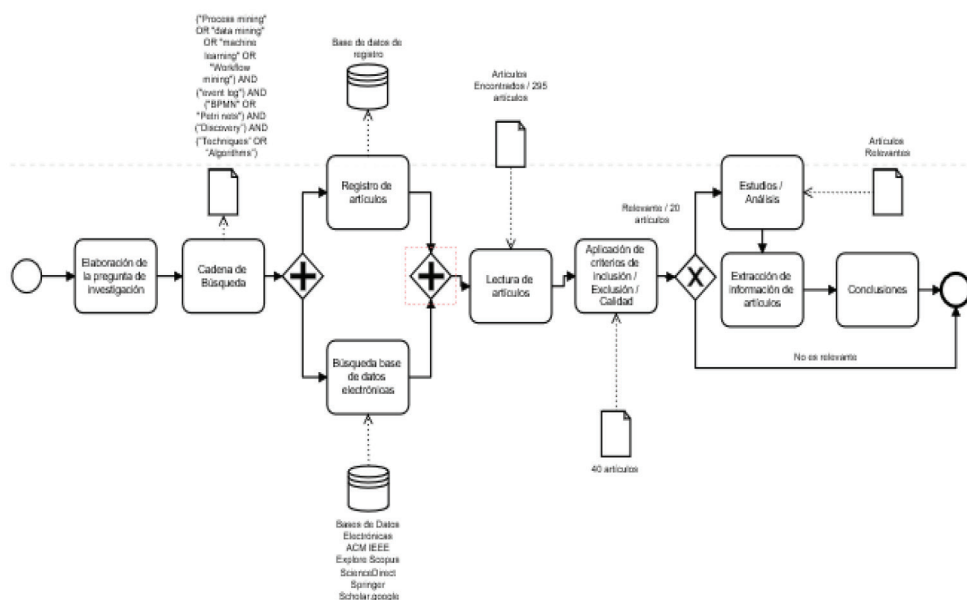 ("Process mining"
OR "data mining"
OR "machine
learning" OR
"Workflow
mining") AND
("event log") AND
("BPMN" OR
"Petri nets") AND
("Discovery") AND
("Techniques" OR
"Algorithms")
Base de datos de
registro
Artículos
Encontrados / 295
artículos
Artículos
Relevantes
Registro de
artículos
Relevante / 20
artículos
Estudios /
Análisis
Elaboración de
la pregunta de
investigación
Cadena de
Búsqueda
Lectura de
artículos
Aplicación de
criterios de
inclusión /
Exclusión /
Calidad
X
Extracción de
información de
artículos
Conclusiones
Búsqueda base
de datos
electrónicas
No es relevante
40 artículos
Bases de Datos
Electrónicas
ACM IEEE
Explore Scopus
ScienceDirect
Springer
Scholar.google